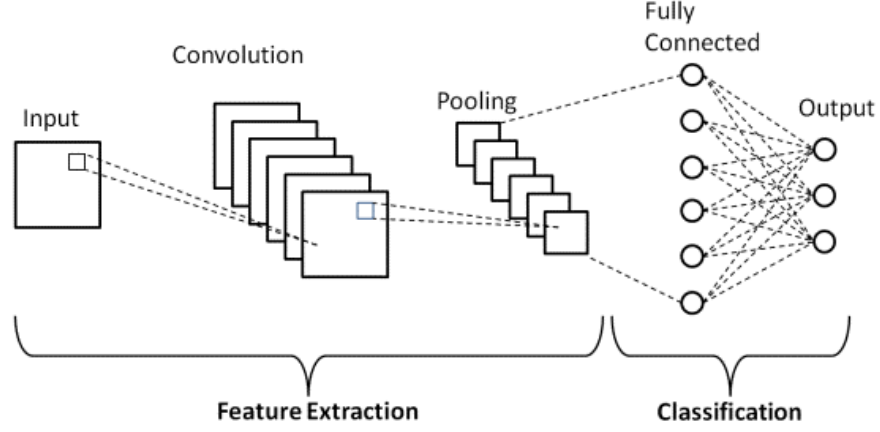 Input
Convolution
Pooling
Fully
Connected
Output
Feature Extraction
Classification